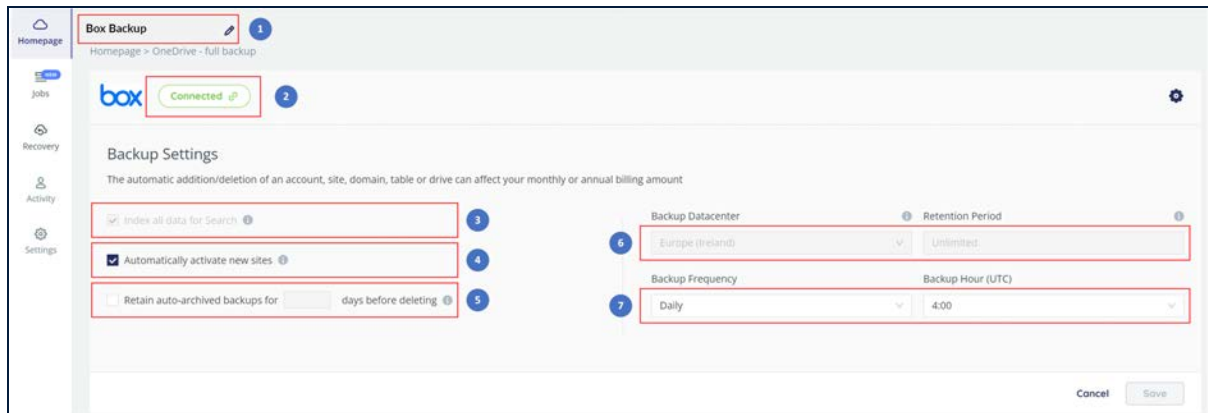 Homepage
Box Backup
1
Homepage > OneDrive - full backup
NEW
Jobs
box
Connected
2
Recovery
Backup Settings
The automatic addition/deletion of an account, site, domain, table or drive can affect your monthly or annual billing amount
Activity
Index all data for Search
3
Backup Datacenter
Retention Period
Settings
6
Europe (Ireland)
Unlimited
Automatically activate new sites
4
Backup Frequency
Backup Hour (UTC)
Retain auto-archived backups for days before deleting
5
7
Daily
4:00
Cancel
Save